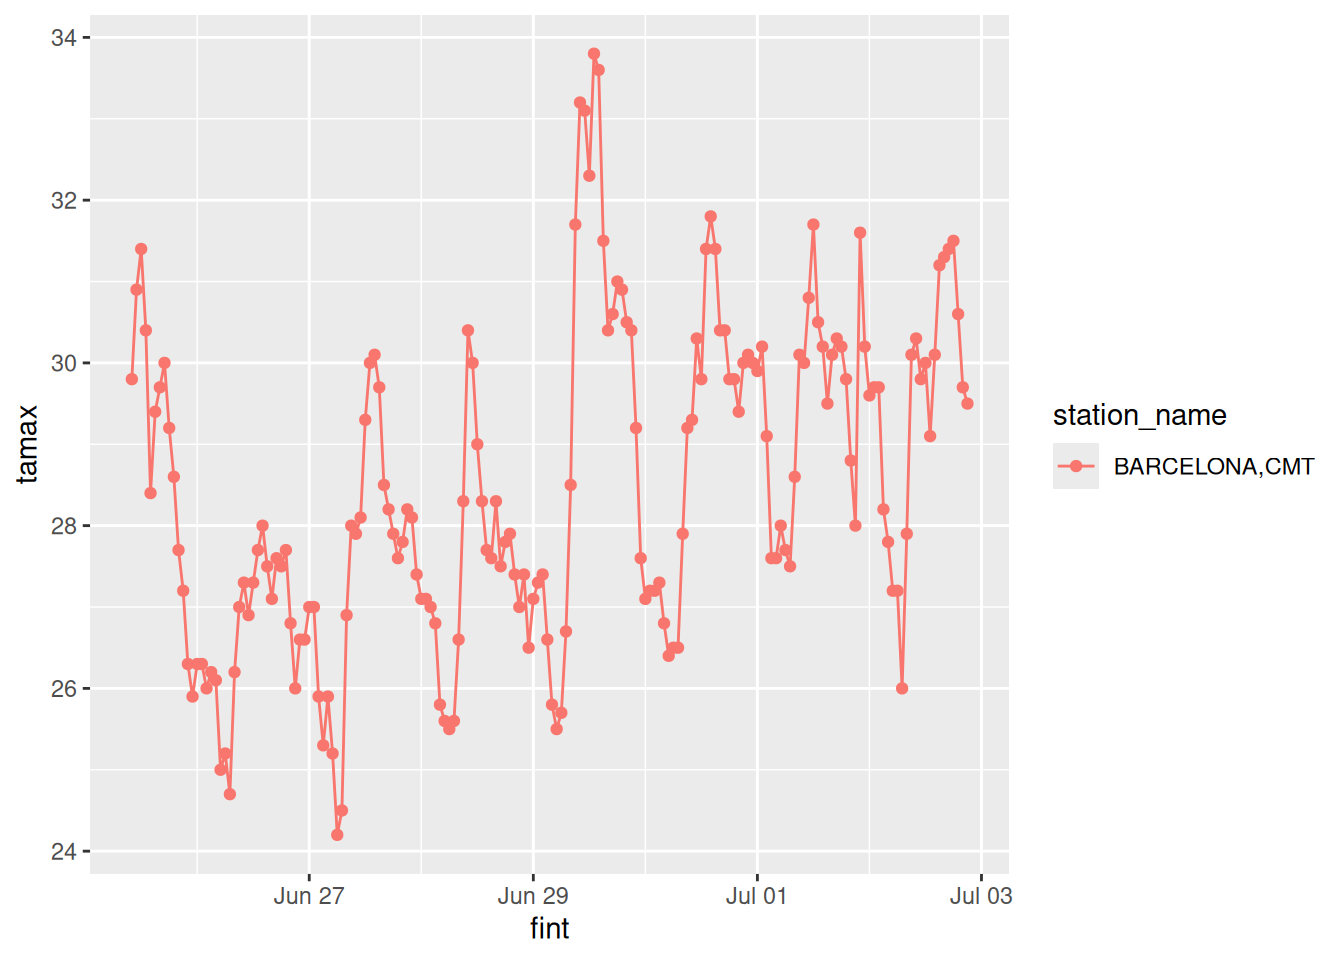 34
32
30
28
26
24
tamax
Jun 27
Jun 29
Jul 01
Jul 03
fint
station_name
BARCELONA,CMT